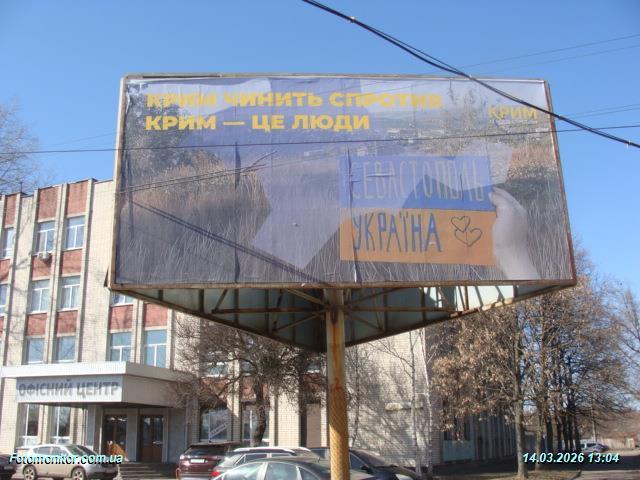 КРИМ ЧИНИТЬ СПРОТИВ
КРИМ — ЦЕ ЛЮДИ
КРИМ
СЕВАСТОПОЛЬ
УКРАЇНА
ОФІСНИЙ ЦЕНТР
Fotomonitor.com.ua
14.03.2026 13:04